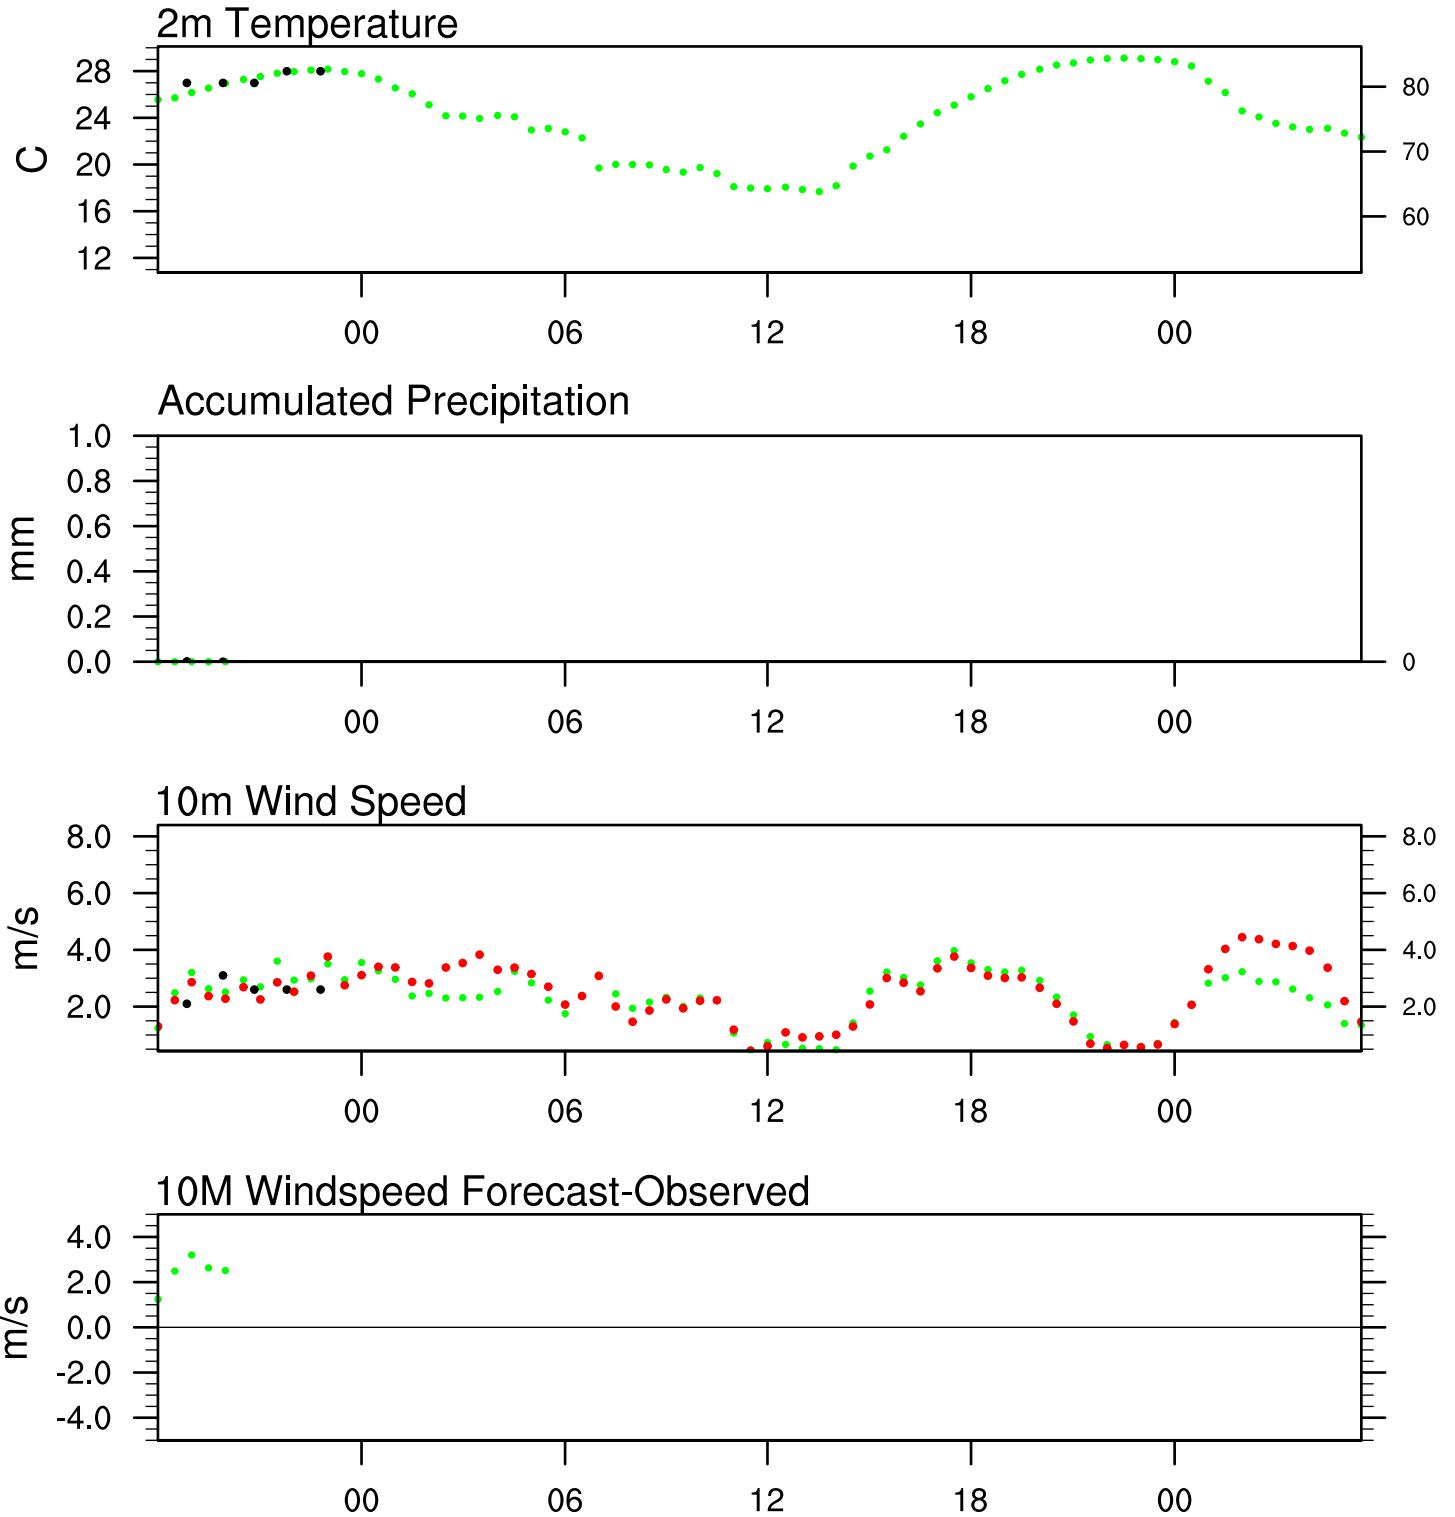 2m Temperature
28
24
20
16
12
C
80
70
60
00 06 12 18 00
Accumulated Precipitation
1.0
0.8
0.6
0.4
0.2
0.0
mm
0
00 06 12 18 00
10m Wind Speed
8.0 8.0
6.0 6.0
4.0 4.0
2.0 2.0
m/s
00 06 12 18 00
10M Windspeed Forecast-Observed
4.0
2.0
0.0
-2.0
-4.0
m/s
00 06 12 18 00